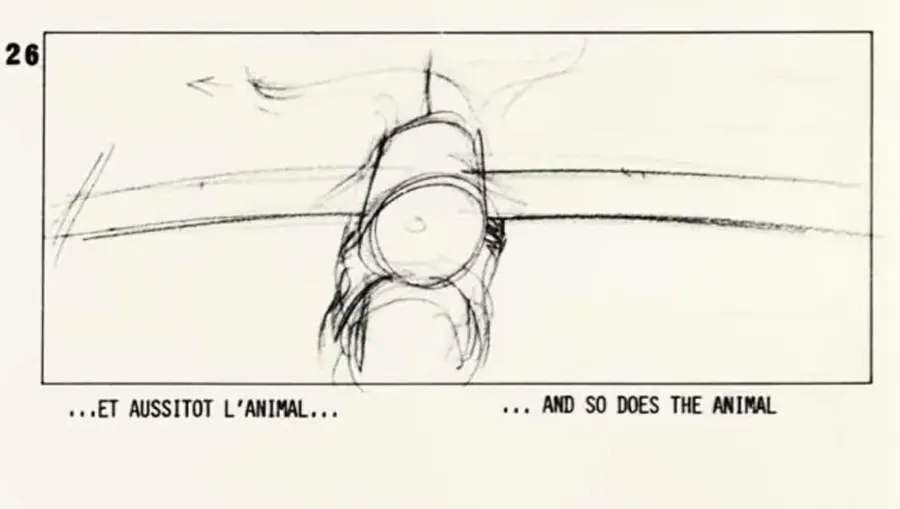 26
...ET AUSSITOT L'ANIMAL...
... AND SO DOES THE ANIMAL